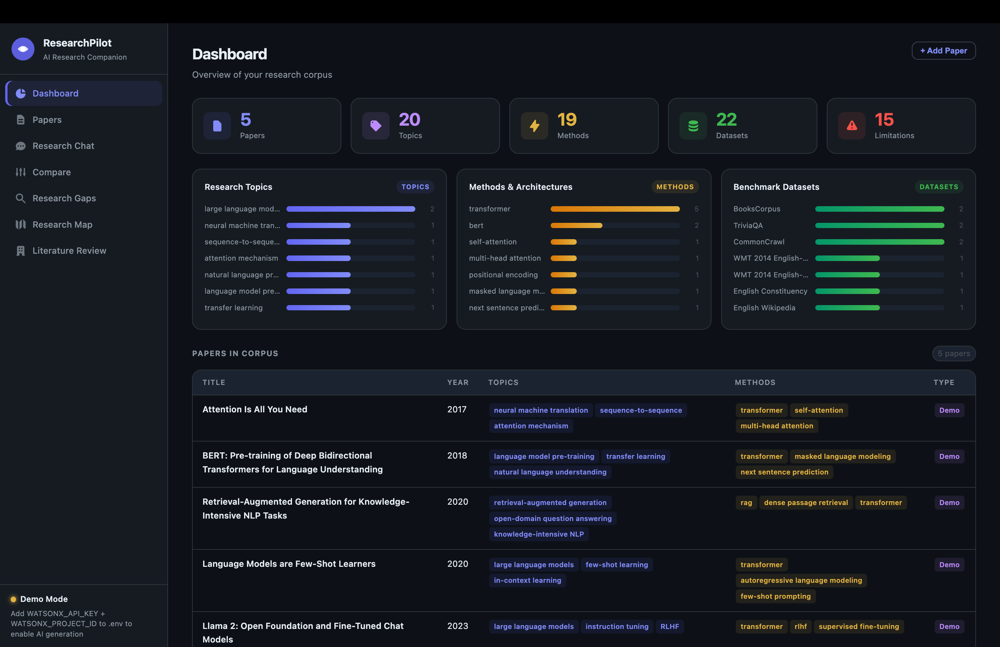 ResearchPilot
AI Research Companion
Dashboard
Papers
Research Chat
Compare
Research Gaps
Research Map
Literature Review
Demo Mode
Add WATSONX_API_KEY +
WATSONX_PROJECT_ID to .env to
enable AI generation
Dashboard
Overview of your research corpus
+ Add Paper
5
Papers
20
Topics
19
Methods
22
Datasets
15
Limitations
Research Topics TOPICS
large language mod... 2
neural machine tran... 1
sequence-to-seque... 1
attention mechanism 1
natural language pr... 1
language model pre... 1
transfer learning 1
Methods & Architectures METHODS
transformer 5
bert 2
self-attention 1
multi-head attention 1
positional encoding 1
masked language m... 1
next sentence predi... 1
Benchmark Datasets DATASETS
BooksCorpus 2
TriviaQA 2
CommonCrawl 2
WMT 2014 English-... 1
WMT 2014 English-... 1
English Constituency 1
English Wikipedia 1
PAPERS IN CORPUS 5 papers
TITLE YEAR TOPICS METHODS TYPE
Attention Is All You Need 2017 neural machine translation sequence-to-sequence transformer self-attention Demo
attention mechanism multi-head attention
BERT: Pre-training of Deep Bidirectional 2018 language model pre-training transfer learning transformer masked language modeling Demo
Transformers for Language Understanding natural language understanding next sentence prediction
Retrieval-Augmented Generation for Knowledge- 2020 retrieval-augmented generation rag dense passage retrieval transformer Demo
Intensive NLP Tasks open-domain question answering
knowledge-intensive NLP
Language Models are Few-Shot Learners 2020 large language models few-shot learning transformer Demo
in-context learning autoregressive language modeling
few-shot prompting
Llama 2: Open Foundation and Fine-Tuned Chat 2023 large language models instruction tuning RLHF transformer rlhf supervised fine-tuning Demo
Models